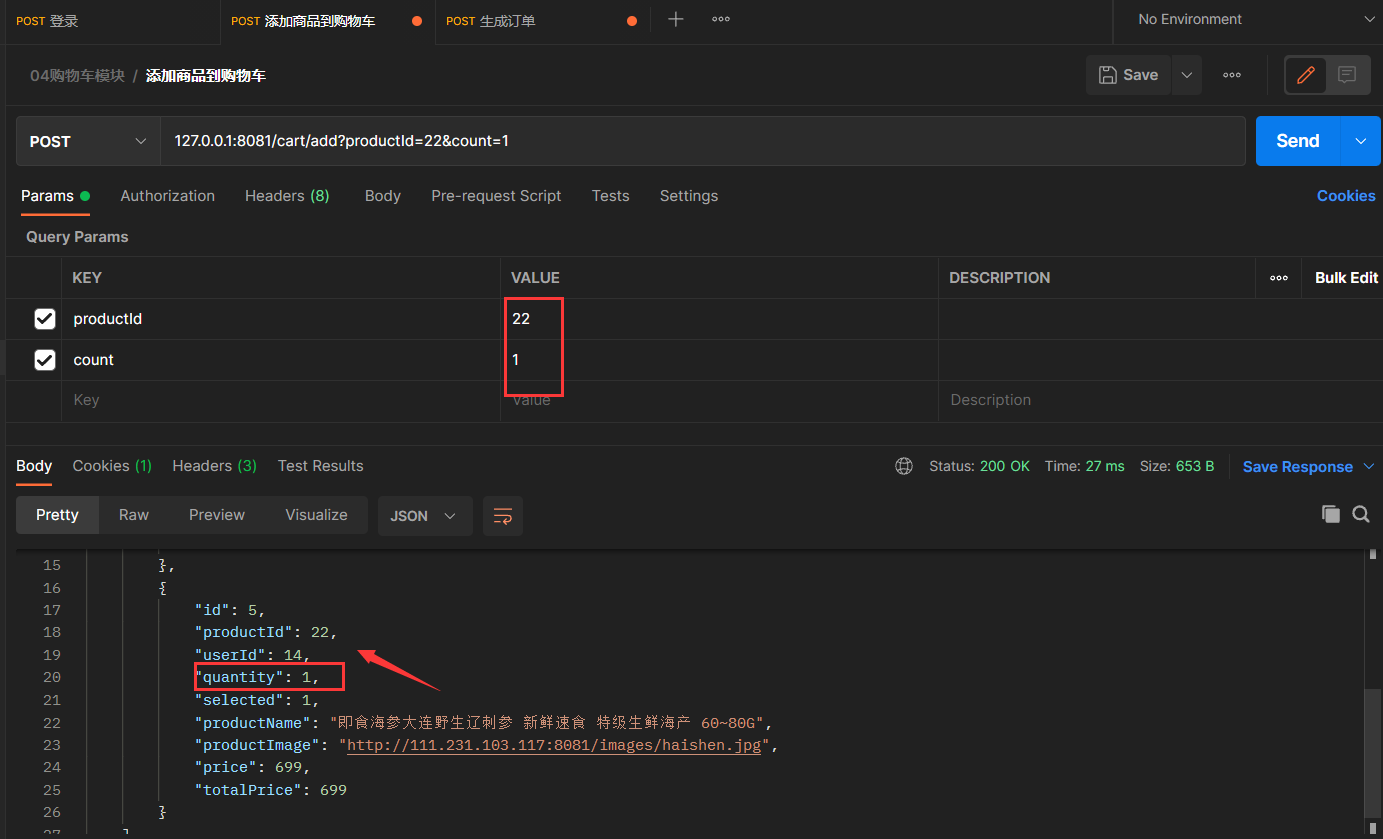 POST 登录 POST 添加商品到购物车 POST 生成订单 No Environment
04购物车模块 / 添加商品到购物车 Save
POST 127.0.0.1:8081/cart/add?productId=22&count=1 Send
Params Authorization Headers (8) Body Pre-request Script Tests Settings Cookies
Query Params
KEY VALUE DESCRIPTION Bulk Edit
productId 22
count 1
Key Value Description
Body Cookies (1) Headers (3) Test Results Status: 200 OK Time: 27 ms Size: 653 B Save Response
Pretty Raw Preview Visualize JSON
15 },
16 {
17 "id": 5,
18 "productId": 22,
19 "userId": 14,
20 "quantity": 1,
21 "selected": 1,
22 "productName": "即食海参大连野生辽刺参 新鲜速食 特级生鲜海产 60~80G",
23 "productImage": "http://111.231.103.117:8081/images/haishen.jpg",
24 "price": 699,
25 "totalPrice": 699
26 }
27 ]